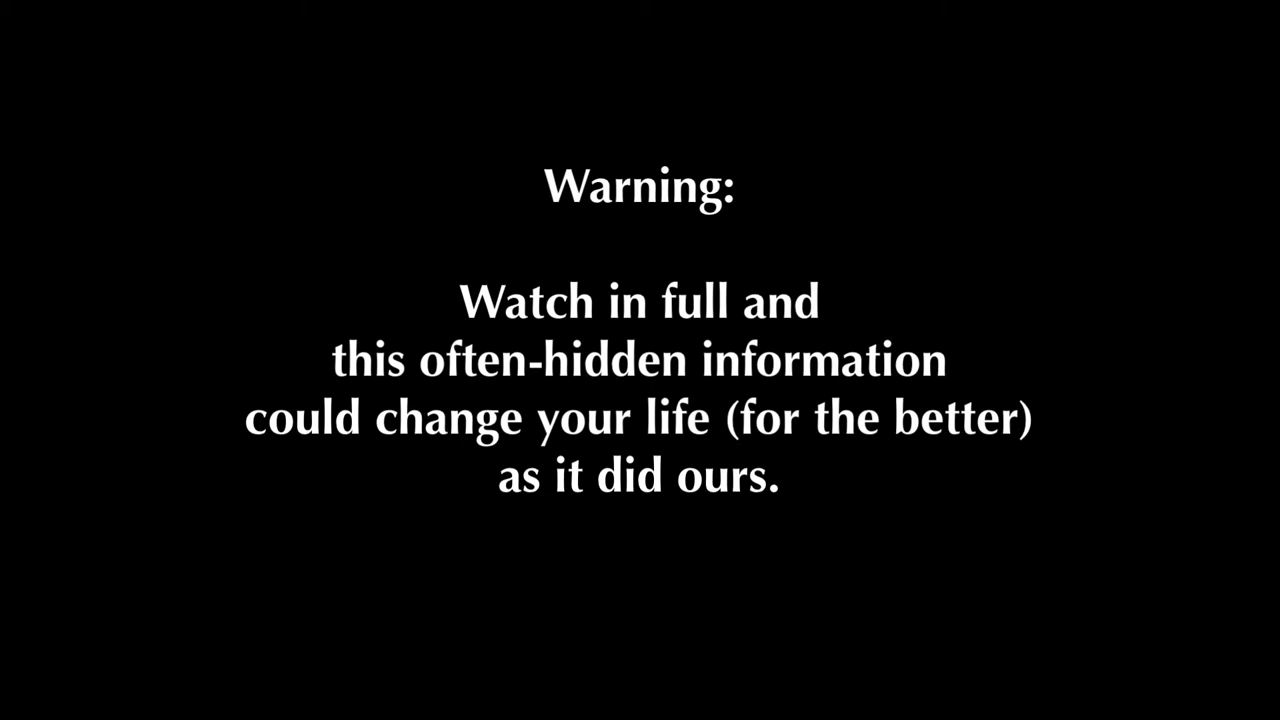 Warning:
Watch in full and
this often-hidden information
could change your life (for the better)
as it did ours.